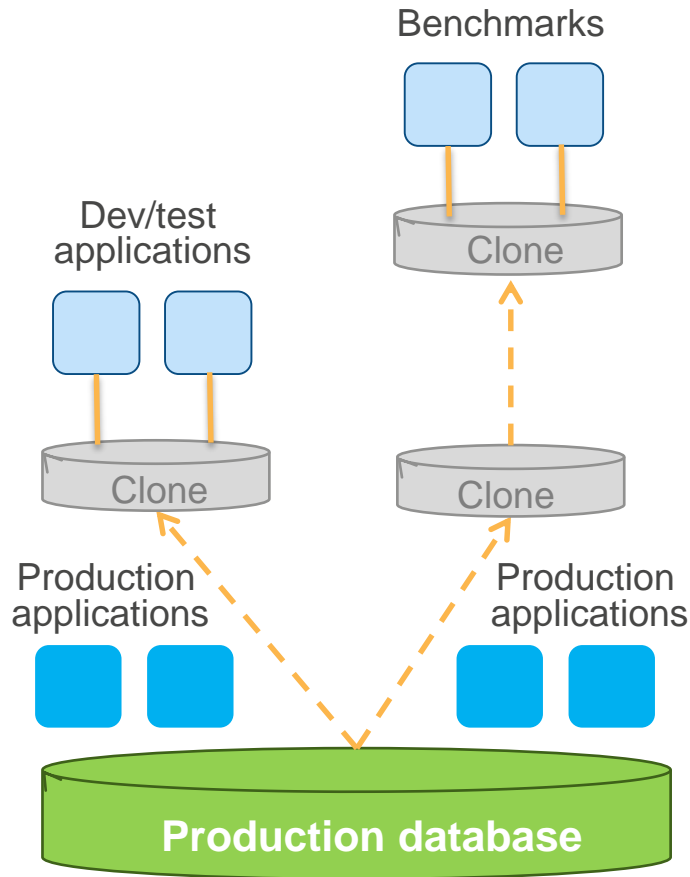 Benchmarks
Clone
Dev/test
applications
Clone
Clone
Production
applications
Production
applications
Production database